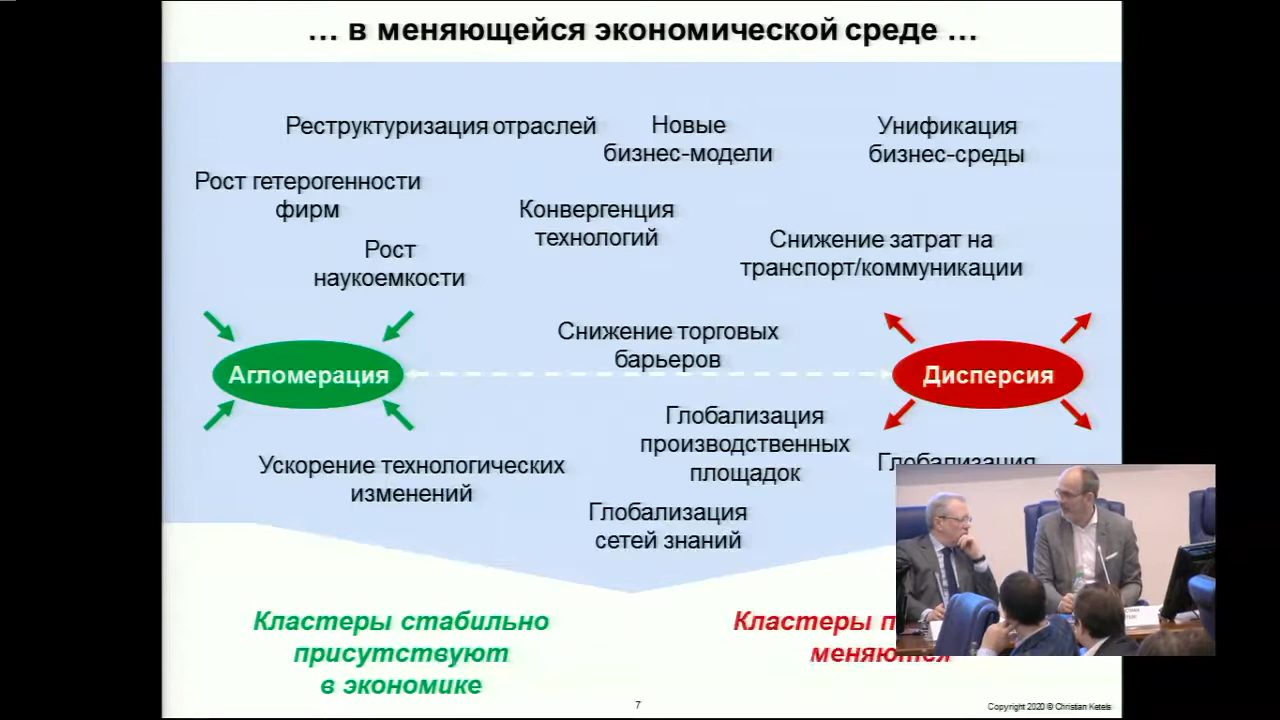 … в меняющейся экономической среде …
Реструктуризация отраслей
Новые
бизнес-модели
Унификация
бизнес-среды
Рост гетерогенности
фирм
Конвергенция
технологий
Снижение затрат на
транспорт/коммуникации
Рост
наукоемкости
Снижение торговых
барьеров
Агломерация
Дисперсия
Глобализация
производственных
площадок
Глобализация
Ускорение технологических
изменений
Глобализация
сетей знаний
Кластеры стабильно
присутствуют
в экономике
Кластеры
меняются
7
Copyright 2020 © Christian Ketels